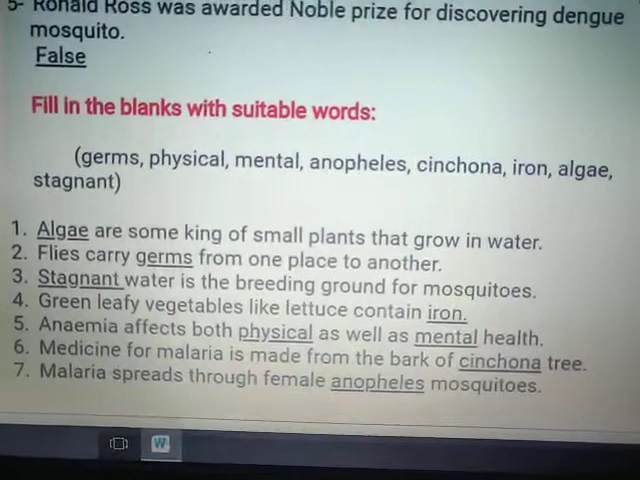 5- Ronald Ross was awarded Noble prize for discovering dengue
mosquito.
False
Fill in the blanks with suitable words:
(germs, physical, mental, anopheles, cinchona, iron, algae,
stagnant)
1. Algae are some king of small plants that grow in water.
2. Flies carry germs from one place to another.
3. Stagnant water is the breeding ground for mosquitoes.
4. Green leafy vegetables like lettuce contain iron.
5. Anaemia affects both physical as well as mental health.
6. Medicine for malaria is made from the bark of cinchona tree.
7. Malaria spreads through female anopheles mosquitoes.
W